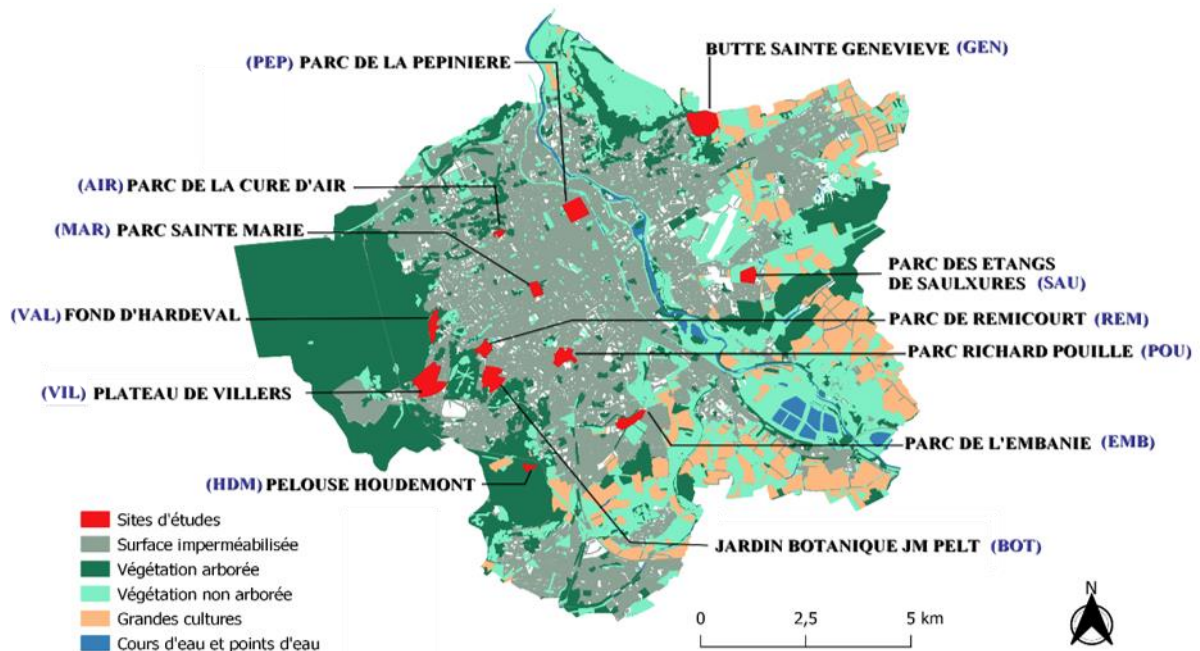 BUTTE SAINTE GENEVIEVE (GEN)
(PEP) PARC DE LA PEPINIERE
(AIR) PARC DE LA CURE D'AIR
(MAR) PARC SAINTE MARIE
PARC DES ETANGS
DE SAULXURES (SAU)
(VAL) FOND D'HARDEVAL
PARC DE REMICOURT (REM)
PARC RICHARD POUILLE (POU)
(VIL) PLATEAU DE VILLERS
PARC DE L'EMBANIE (EMB)
(HDM) PELOUSE HOUDEMONT
JARDIN BOTANIQUE JM PELT (BOT)
Sites d'études
Surface imperméabilisée
Végétation arborée
Végétation non arborée
Grandes cultures
Cours d'eau et points d'eau
0 2,5 5 km
N